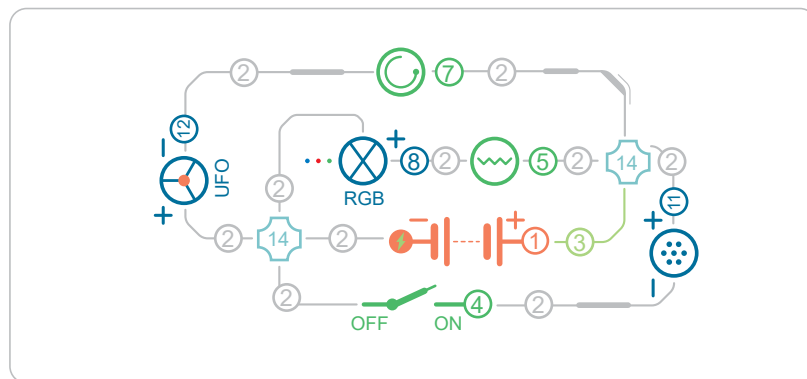 2 7 2
12
- + 8 2 5 2 14 2
UFO RGB
2 11
+ - + +
2 14 2 1 3
-
2 4 2
OFF ON